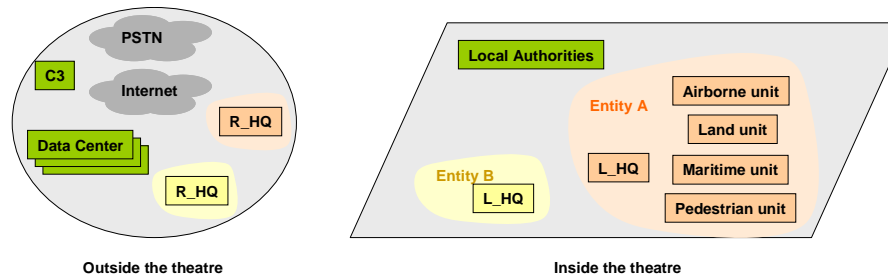 PSTN
C3
Internet
R_HQ
Data Center
R_HQ
Outside the theatre
Local Authorities
Entity A
Airborne unit
Land unit
L_HQ
Maritime unit
Pedestrian unit
Entity B
L_HQ
Inside the theatre